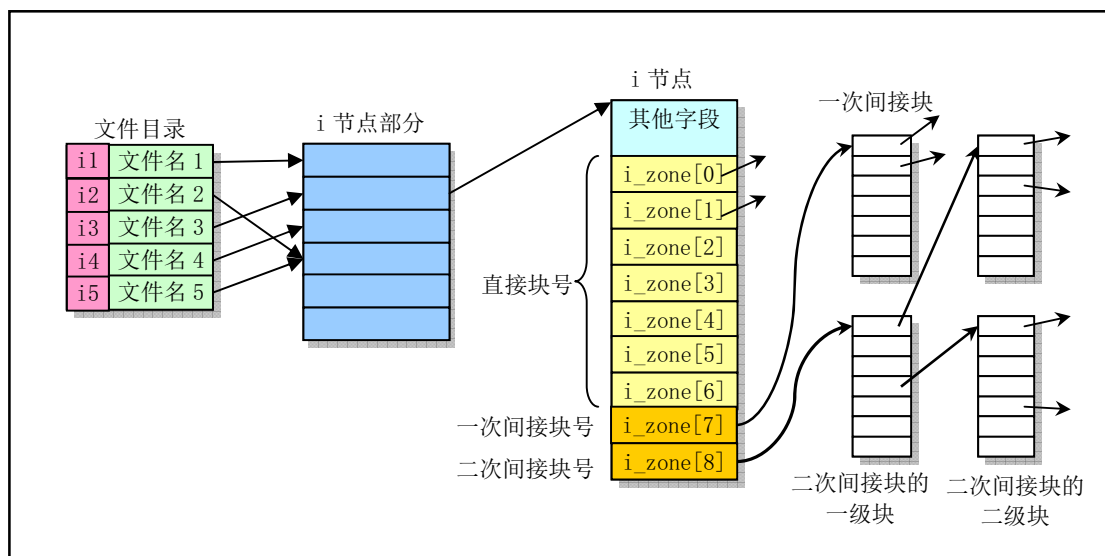 文件目录
i1 文件名 1
i2 文件名 2
i3 文件名 3
i4 文件名 4
i5 文件名 5
i 节点部分
i 节点
其他字段
i_zone[0]
i_zone[1]
i_zone[2]
i_zone[3]
i_zone[4]
i_zone[5]
i_zone[6]
i_zone[7]
i_zone[8]
直接块号
一次间接块号
二次间接块号
一次间接块
二次间接块的
一级块
二次间接块的
二级块